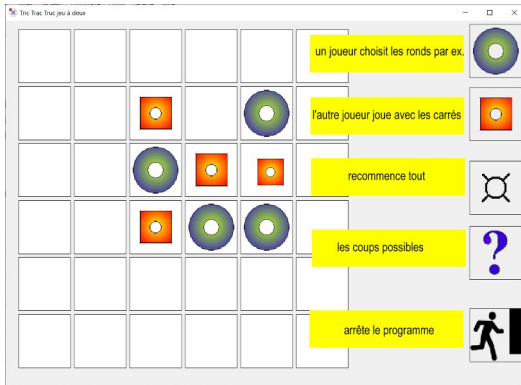 Tric Trac Truc jeu à deux
un joueur choisit les ronds par ex.
l'autre joueur joue avec les carrés
recommence tout
les coups possibles
?
arrête le programme